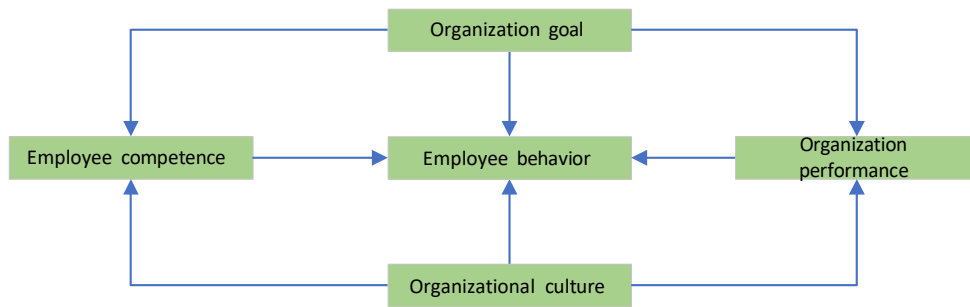 Organization goal
Employee competence
Employee behavior
Organization
performance
Organizational culture